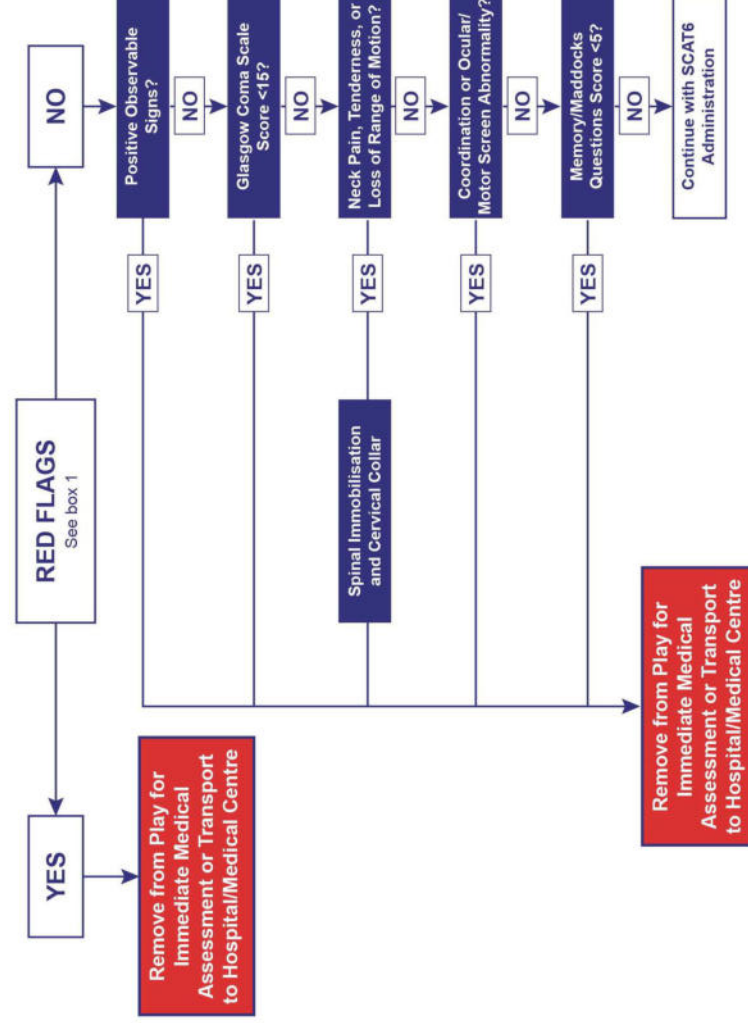 RED FLAGS
See box 1
YES
NO
Remove from Play for
Immediate Medical
Assessment or Transport
to Hospital/Medical Centre
Positive Observable
Signs?
YES
NO
Glasgow Coma Scale
Score <15?
YES
NO
Neck Pain, Tenderness, or
Loss of Range of Motion?
YES
Spinal Immobilisation
and Cervical Collar
NO
Coordination or Ocular/
Motor Screen Abnormality?
YES
NO
Memory/Maddocks
Questions Score <5?
YES
NO
Remove from Play for
Immediate Medical
Assessment or Transport
to Hospital/Medical Centre
Continue with SCAT6
Administration